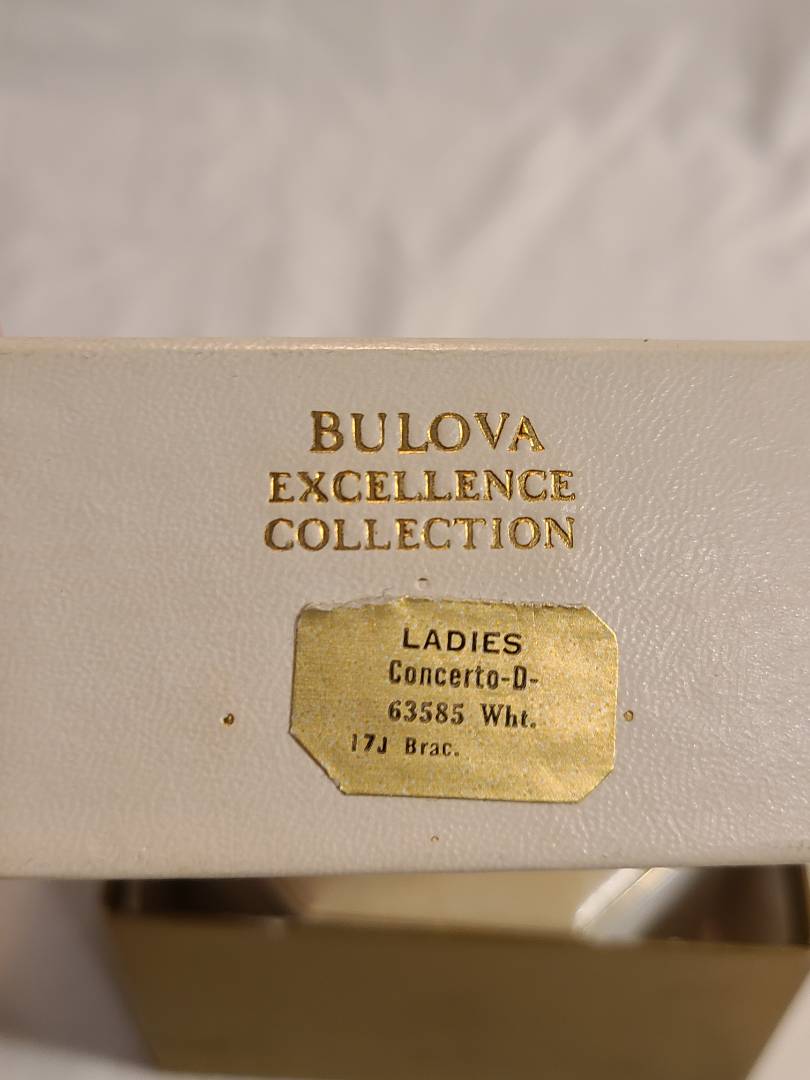 BULOVA
EXCELLENCE
COLLECTION
LADIES
Concerto-D-
63585 Wht.
17J Brac.